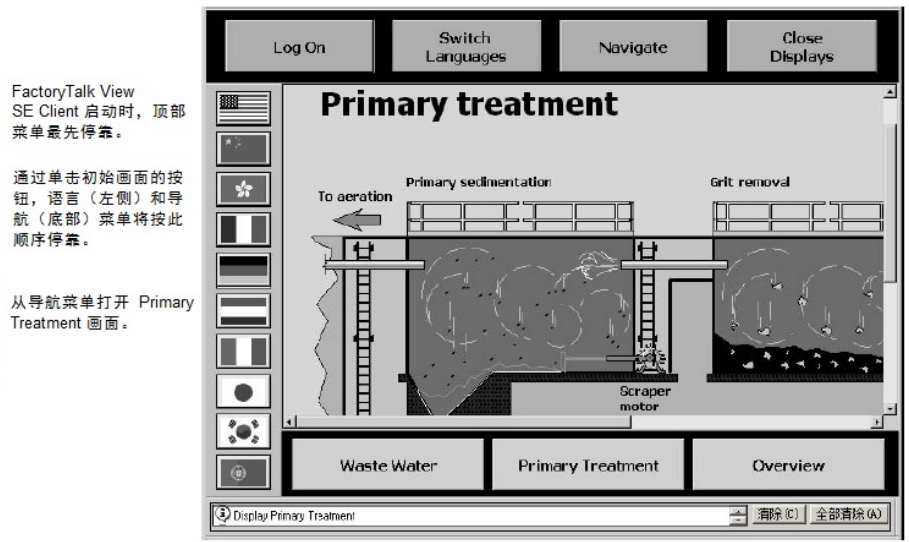 FactoryTalk View
SE Client 启动时，顶部
菜单最先停靠。
通过单击初始画面的按
钮，语言（左侧）和导
航（底部）菜单将按此
顺序停靠。
从导航菜单打开 Primary
Treatment 画面。
Log On
Switch
Languages
Navigate
Close
Displays
Primary treatment
To aeration
Primary sedimentation
Grit removal
Scraper
motor
Waste Water
Primary Treatment
Overview
Display Primary Treatment
清除(C)
全部清除(A)